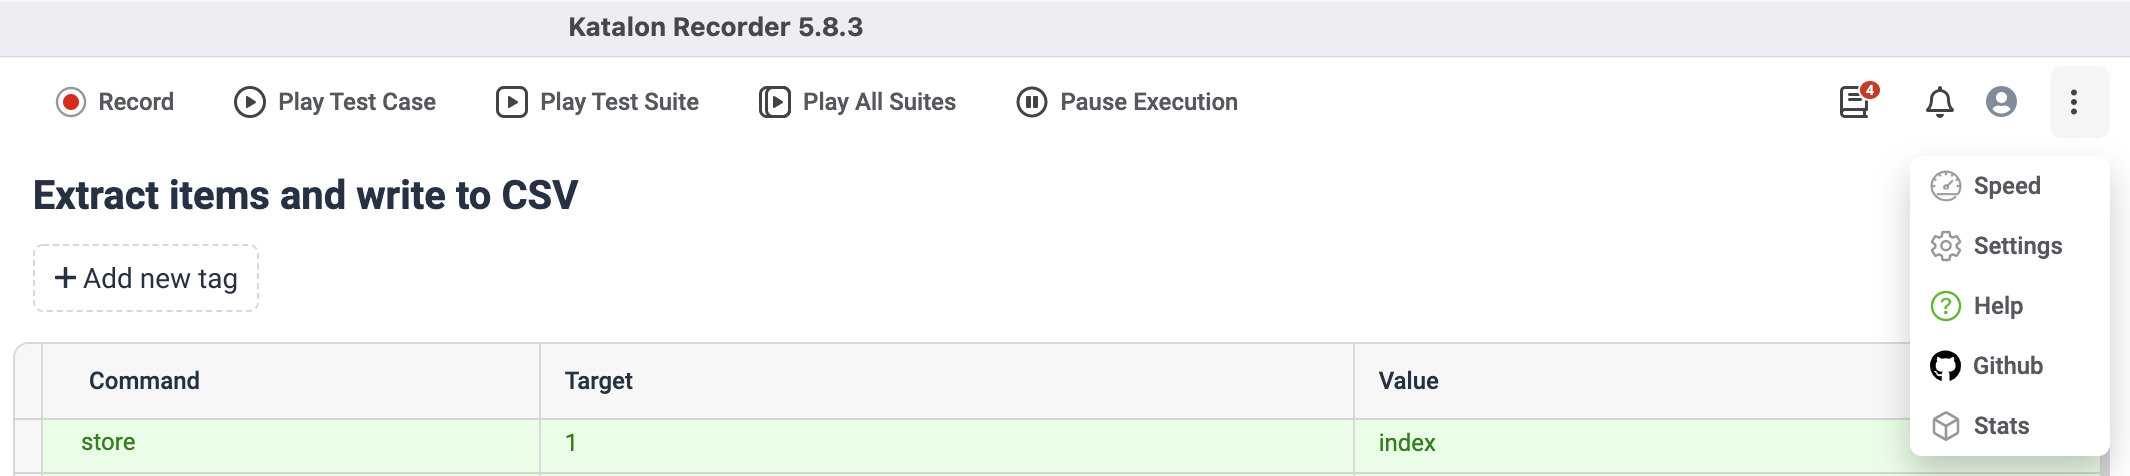 Katalon Recorder 5.8.3
Record Play Test Case Play Test Suite Play All Suites Pause Execution 4
Extract items and write to CSV
Speed
+ Add new tag
Settings
Help
Command Target Value
Github
store 1 index
Stats